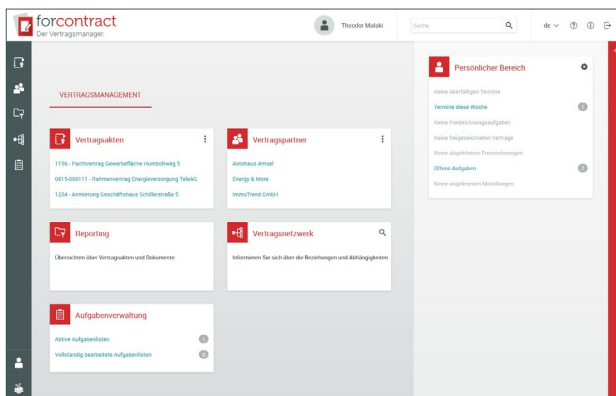 forcontract
Der Vertragsmanager.
Theodor Malaki
Suche
de
VERTRAGSMANAGEMENT
Vertragsakten
1156 - Pachtvertrag Gewerbefläche Humboltweg 5
0015-000111 - Rahmenvertrag Energieversorgung TeleAG
1254 - Anmietung Geschäftshaus Schillerstraße 5
Vertragspartner
Autohaus Amsel
Energy & More
ImmoTrend GmbH
Reporting
Übersichten über Vertragsakten und Dokumente.
Vertragsnetzwerk
Informieren Sie sich über die Beziehungen und Abhängigkeiten.
Aufgabenverwaltung
Aktive Aufgabenlisten
Vollständig bearbeitete Aufgabenlisten
Persönlicher Bereich
Keine überfälligen Termine
Termine diese Woche
Keine Freizeichnungsaufgaben
Keine freigezeichneten Verträge
Keine abgelehnten Freizeichnungen
Offene Aufgaben
Keine ungelesenen Mitteilungen